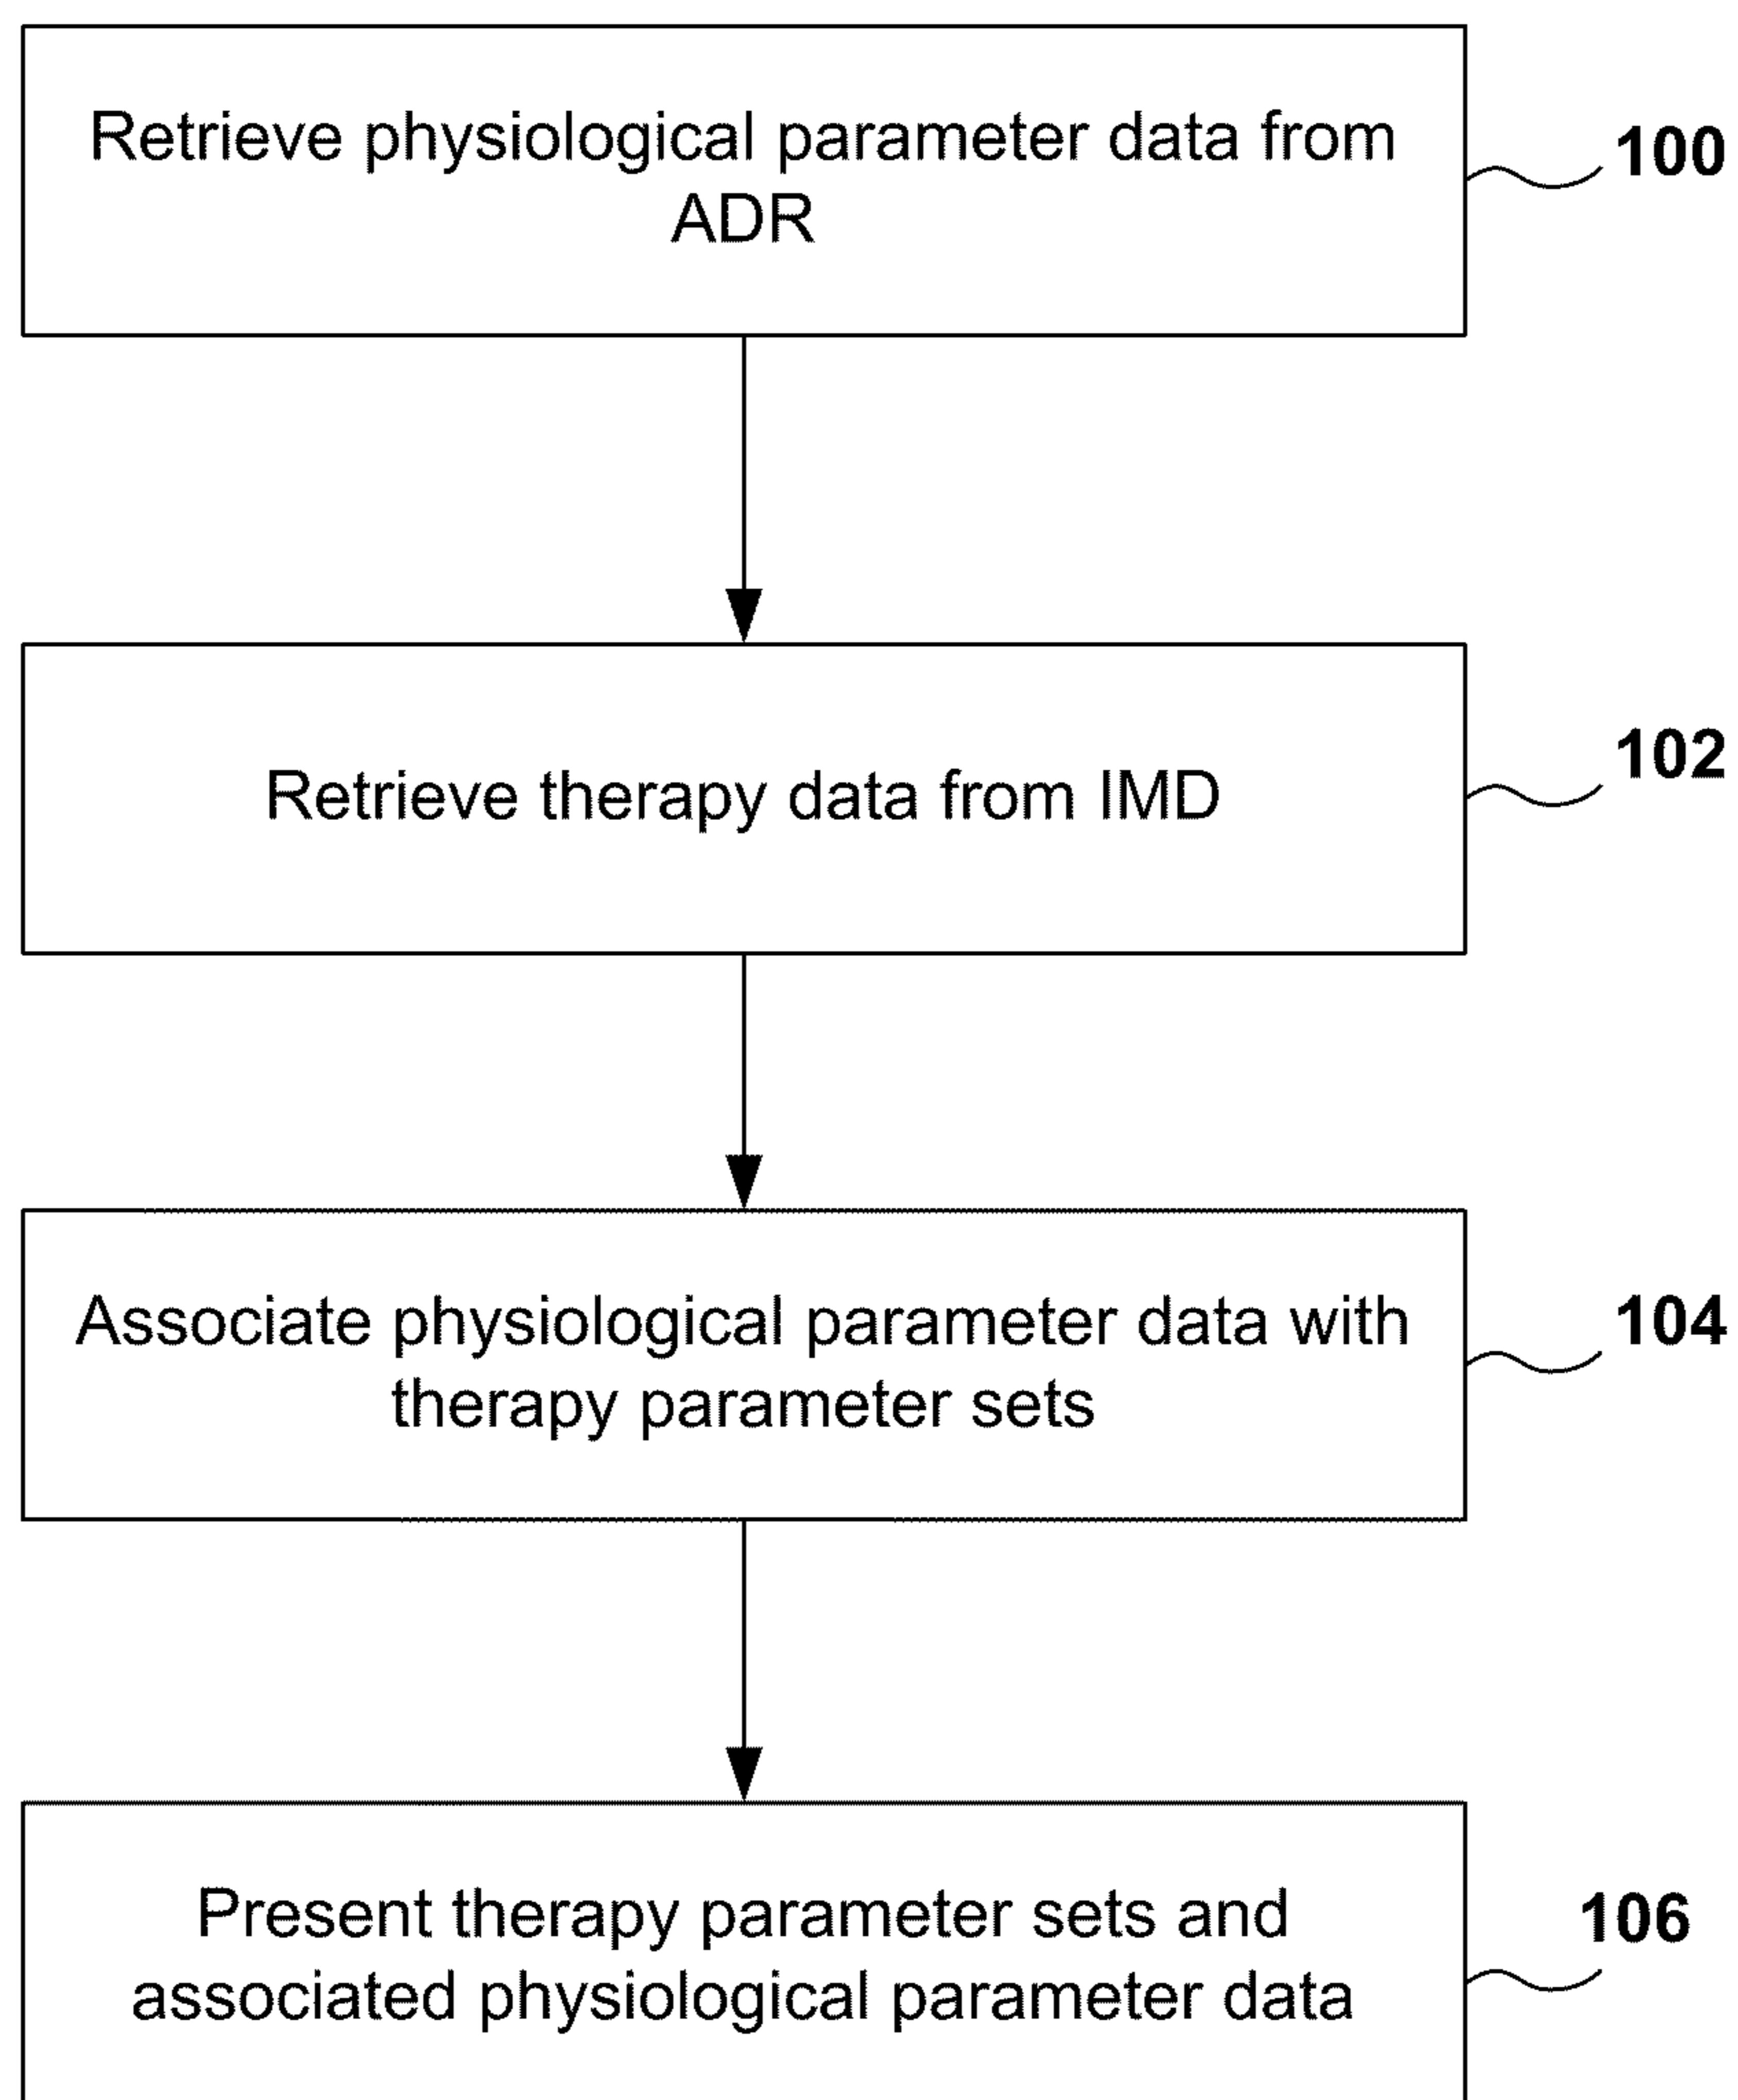 Retrieve physiological parameter data from
ADR
100
Retrieve therapy data from IMD
102
Associate physiological parameter data with
therapy parameter sets
104
Present therapy parameter sets and
associated physiological parameter data
106